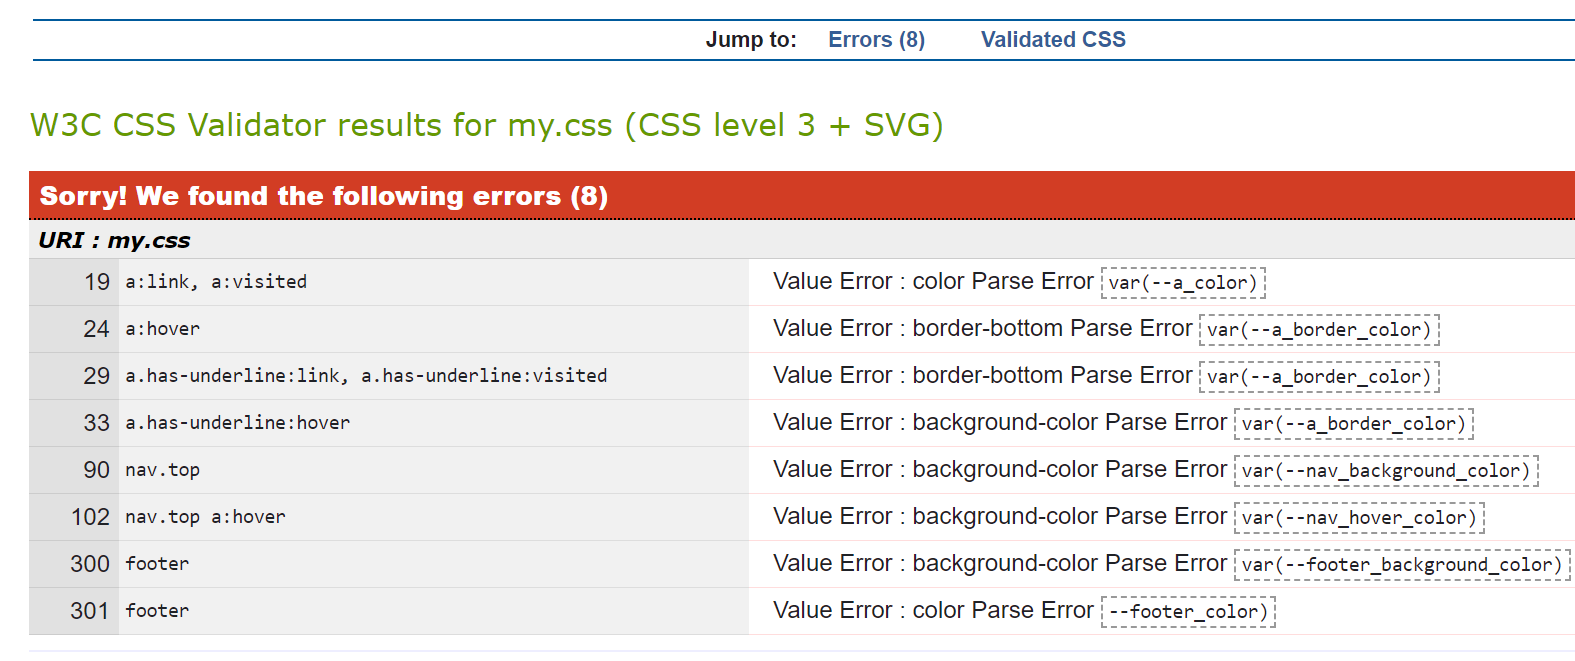 Jump to: Errors (8) Validated CSS
W3C CSS Validator results for my.css (CSS level 3 + SVG)
Sorry! We found the following errors (8)
URI : my.css
19 a:link, a:visited Value Error : color Parse Error var(--a_color)
24 a:hover Value Error : border-bottom Parse Error var(--a_border_color)
29 a.has-underline:link, a.has-underline:visited Value Error : border-bottom Parse Error var(--a_border_color)
33 a.has-underline:hover Value Error : background-color Parse Error var(--a_border_color)
90 nav.top Value Error : background-color Parse Error var(--nav_background_color)
102 nav.top a:hover Value Error : background-color Parse Error var(--nav_hover_color)
300 footer Value Error : background-color Parse Error var(--footer_background_color)
301 footer Value Error : color Parse Error --footer_color)